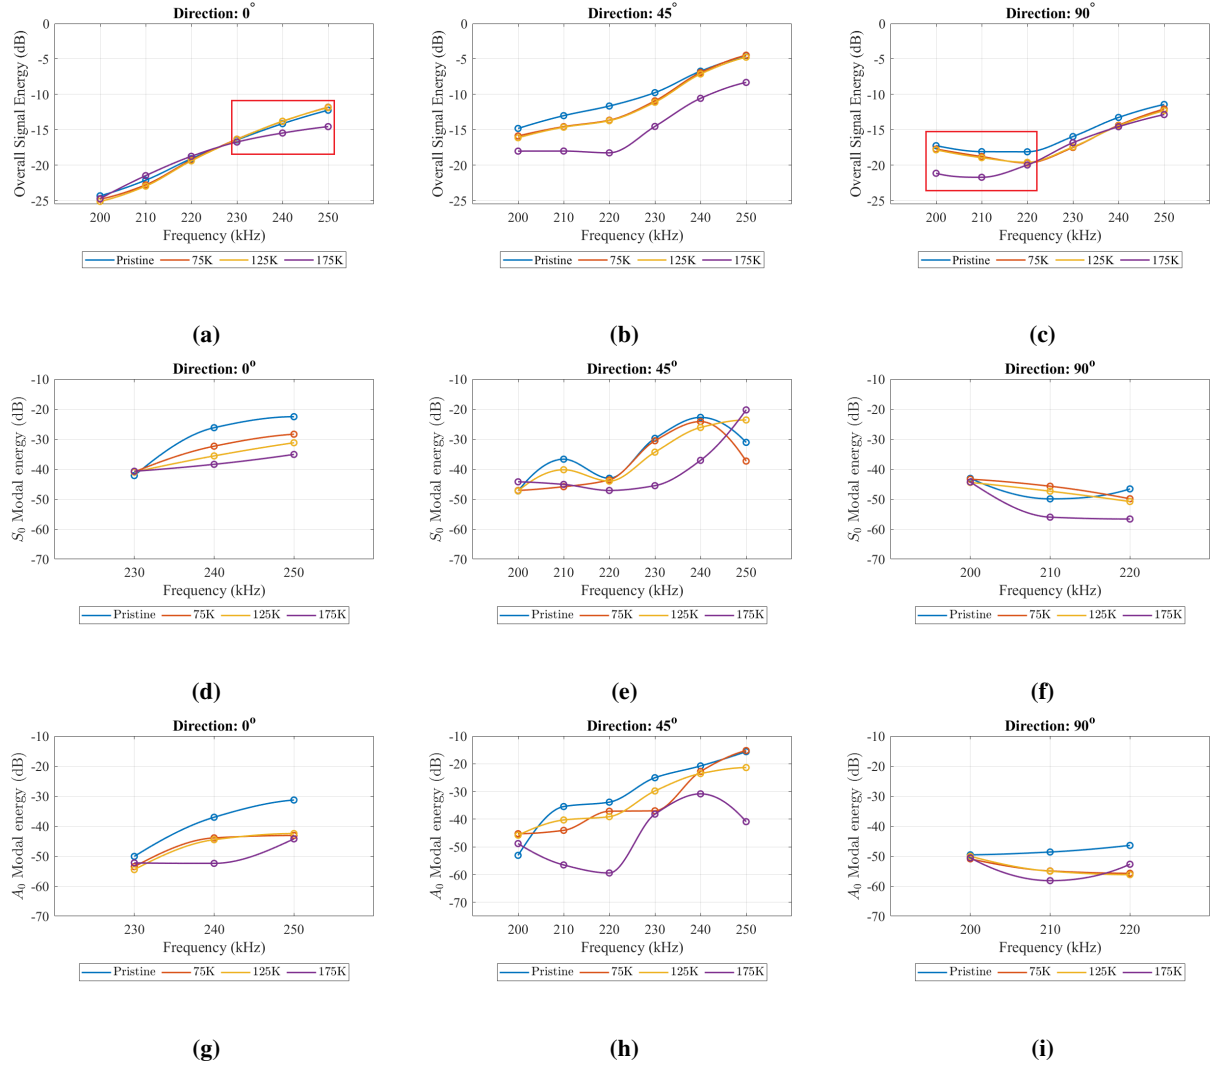 Direction: 0°
Overall Signal Energy (dB)
0
-5
-10
-15
-20
-25
200 210 220 230 240 250
Frequency (kHz)
Pristine 75K 125K 175K
(a)
Direction: 45°
Overall Signal Energy (dB)
0
-5
-10
-15
-20
-25
200 210 220 230 240 250
Frequency (kHz)
Pristine 75K 125K 175K
(b)
Direction: 90°
Overall Signal Energy (dB)
0
-5
-10
-15
-20
-25
200 210 220 230 240 250
Frequency (kHz)
Pristine 75K 125K 175K
(c)
Direction: 0°
S₀ Modal energy (dB)
-10
-20
-30
-40
-50
-60
-70
230 240 250
Frequency (kHz)
Pristine 75K 125K 175K
(d)
Direction: 45°
S₀ Modal energy (dB)
-10
-20
-30
-40
-50
-60
-70
200 210 220 230 240 250
Frequency (kHz)
Pristine 75K 125K 175K
(e)
Direction: 90°
S₀ Modal energy (dB)
-10
-20
-30
-40
-50
-60
-70
200 210 220
Frequency (kHz)
Pristine 75K 125K 175K
(f)
Direction: 0°
A₀ Modal energy (dB)
-10
-20
-30
-40
-50
-60
-70
230 240 250
Frequency (kHz)
Pristine 75K 125K 175K
(g)
Direction: 45°
A₀ Modal energy (dB)
-10
-20
-30
-40
-50
-60
-70
200 210 220 230 240 250
Frequency (kHz)
Pristine 75K 125K 175K
(h)
Direction: 90°
A₀ Modal energy (dB)
-10
-20
-30
-40
-50
-60
-70
200 210 220
Frequency (kHz)
Pristine 75K 125K 175K
(i)